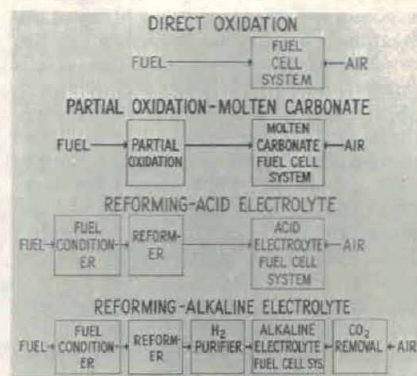 DIRECT OXIDATION
FUEL
CELL
SYSTEM
FUEL
AIR
PARTIAL OXIDATION-MOLTEN CARBONATE
FUEL
PARTIAL
OXIDATION
MOLTEN
CARBONATE
FUEL CELL
SYSTEM
AIR
REFORMING-ACID ELECTROLYTE
FUEL
FUEL
CONDITION-
ER
REFORM-
ER
ACID
ELECTROLYTE
FUEL CELL
SYSTEM
AIR
REFORMING-ALKALINE ELECTROLYTE
FUEL
FUEL
CONDITION-
ER
REFORM-
ER
H2
PURIFIER
ALKALINE
ELECTROLYTE
FUEL CELL SYS.
CO2
REMOVAL
AIR